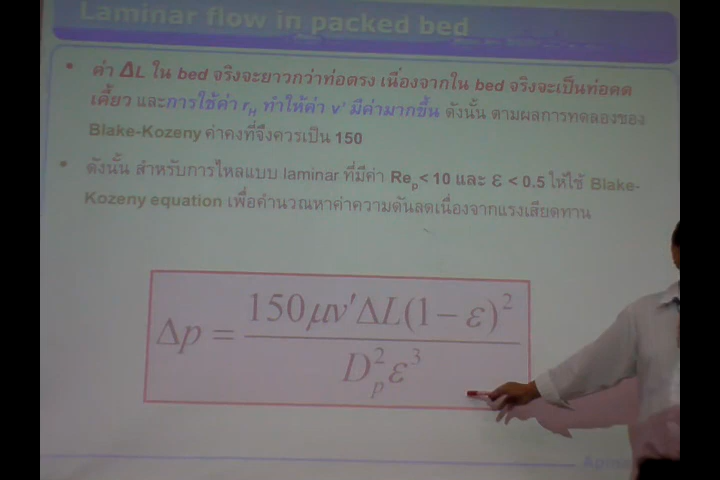 Laminar flow in packed bed
• ค่า ΔL ใน bed จริงจะยาวกว่าท่อตรง เนื่องจากใน bed จริงจะเป็นท่อคด
เคี้ยว และการใช้ค่า r_H ทำให้ค่า v' มีค่ามากขึ้น ดังนั้น ตามผลการทดลองของ
Blake-Kozeny ค่าคงที่จึงควรเป็น 150
• ดังนั้น สำหรับการไหลแบบ laminar ที่มีค่า Re_p < 10 และ ε < 0.5 ให้ใช้ Blake-
Kozeny equation เพื่อคำนวณหาค่าความดันลดเนื่องจากแรงเสียดทาน
Δp = 150μv'ΔL(1 − ε)² / D_p² ε³